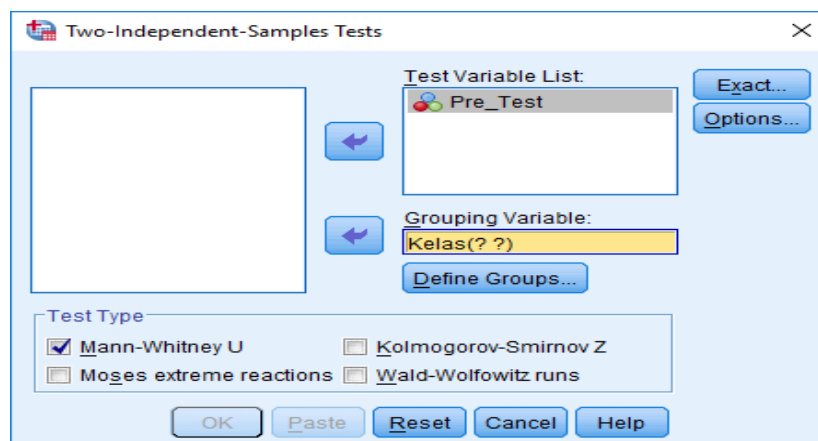 Two-Independent-Samples Tests
Test Variable List:
Pre_Test
Exact...
Options...
Grouping Variable:
Kelas(? ?)
Define Groups...
Test Type
Mann-Whitney U
Kolmogorov-Smirnov Z
Moses extreme reactions
Wald-Wolfowitz runs
OK
Paste
Reset
Cancel
Help